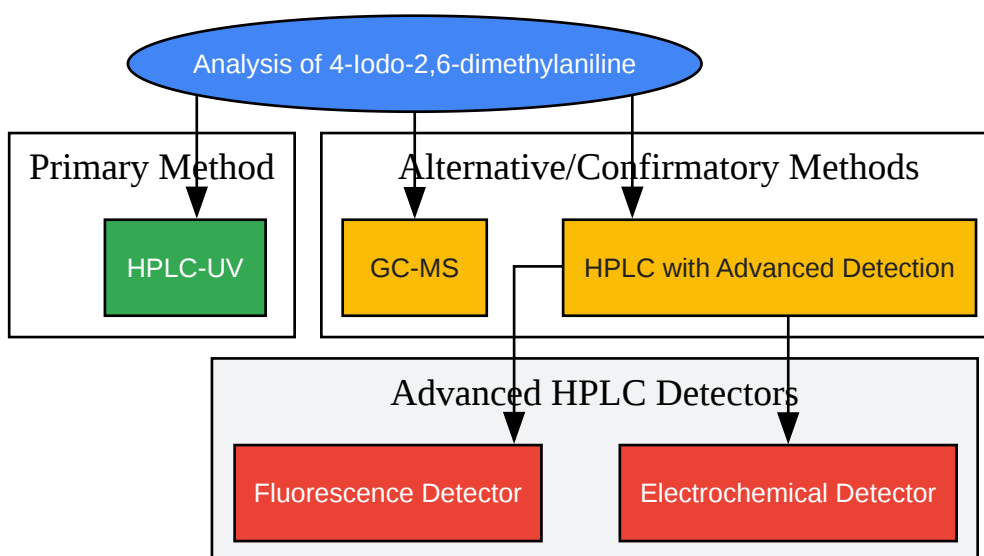 Analysis of 4-Iodo-2,6-dimethylaniline
Primary Method
Alternative/Confirmatory Methods
HPLC-UV
GC-MS
HPLC with Advanced Detection
Advanced HPLC Detectors
Fluorescence Detector
Electrochemical Detector